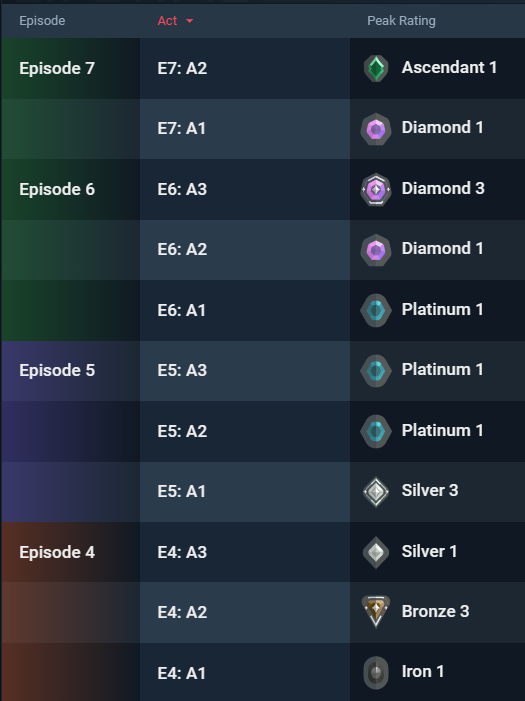 Episode Act Peak Rating
Episode 7 E7: A2 Ascendant 1
E7: A1 Diamond 1
Episode 6 E6: A3 Diamond 3
E6: A2 Diamond 1
E6: A1 Platinum 1
Episode 5 E5: A3 Platinum 1
E5: A2 Platinum 1
E5: A1 Silver 3
Episode 4 E4: A3 Silver 1
E4: A2 Bronze 3
E4: A1 Iron 1